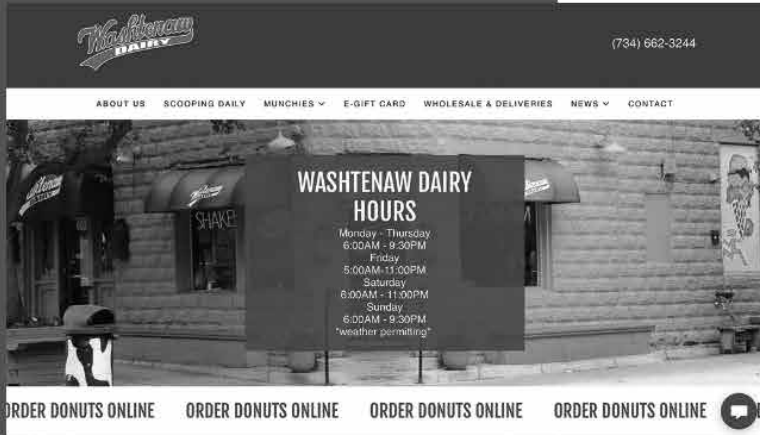 Washtenaw
DAIRY
(734) 662-3244
ABOUT US SCOOPING DAILY MUNCHIES E-GIFT CARD WHOLESALE & DELIVERIES NEWS CONTACT
SHAKE
WASHTENAW DAIRY
HOURS
Monday - Thursday
6:00AM - 9:30PM
Friday
5:00AM-11:00PM
Saturday
6:00AM - 11:00PM
Sunday
6:00AM - 9:30PM
"weather permitting"
ORDER DONUTS ONLINE ORDER DONUTS ONLINE ORDER DONUTS ONLINE ORDER DONUTS ONLINE